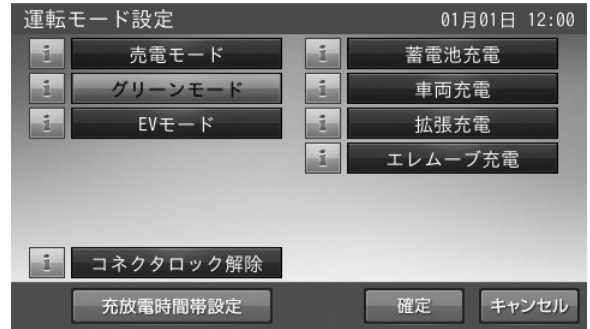 運転モード設定 01月01日 12:00
i 売電モード i 蓄電池充電
i グリーンモード i 車両充電
i EVモード i 拡張充電
i エレムーブ充電
i コネクタロック解除
充放電時間帯設定 確定 キャンセル